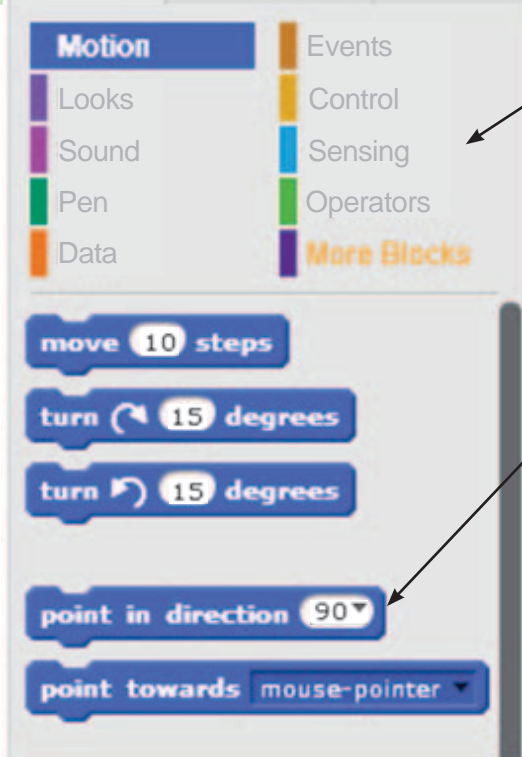 Motion
Events
Looks
Control
Sound
Sensing
Pen
Operators
Data
More Blocks
move 10 steps
turn 15 degrees
turn 15 degrees
point in direction 90
point towards mouse-pointer